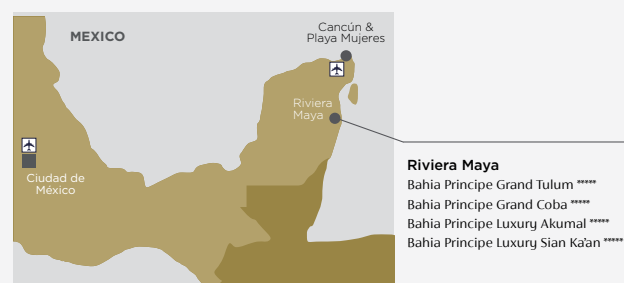 MEXICO
Cancún &
Playa Mujeres
Riviera
Maya
Ciudad de
México
Riviera Maya
Bahia Principe Grand Tulum *****
Bahia Principe Grand Coba *****
Bahia Principe Luxury Akumal *****
Bahia Principe Luxury Sian Ka'an *****